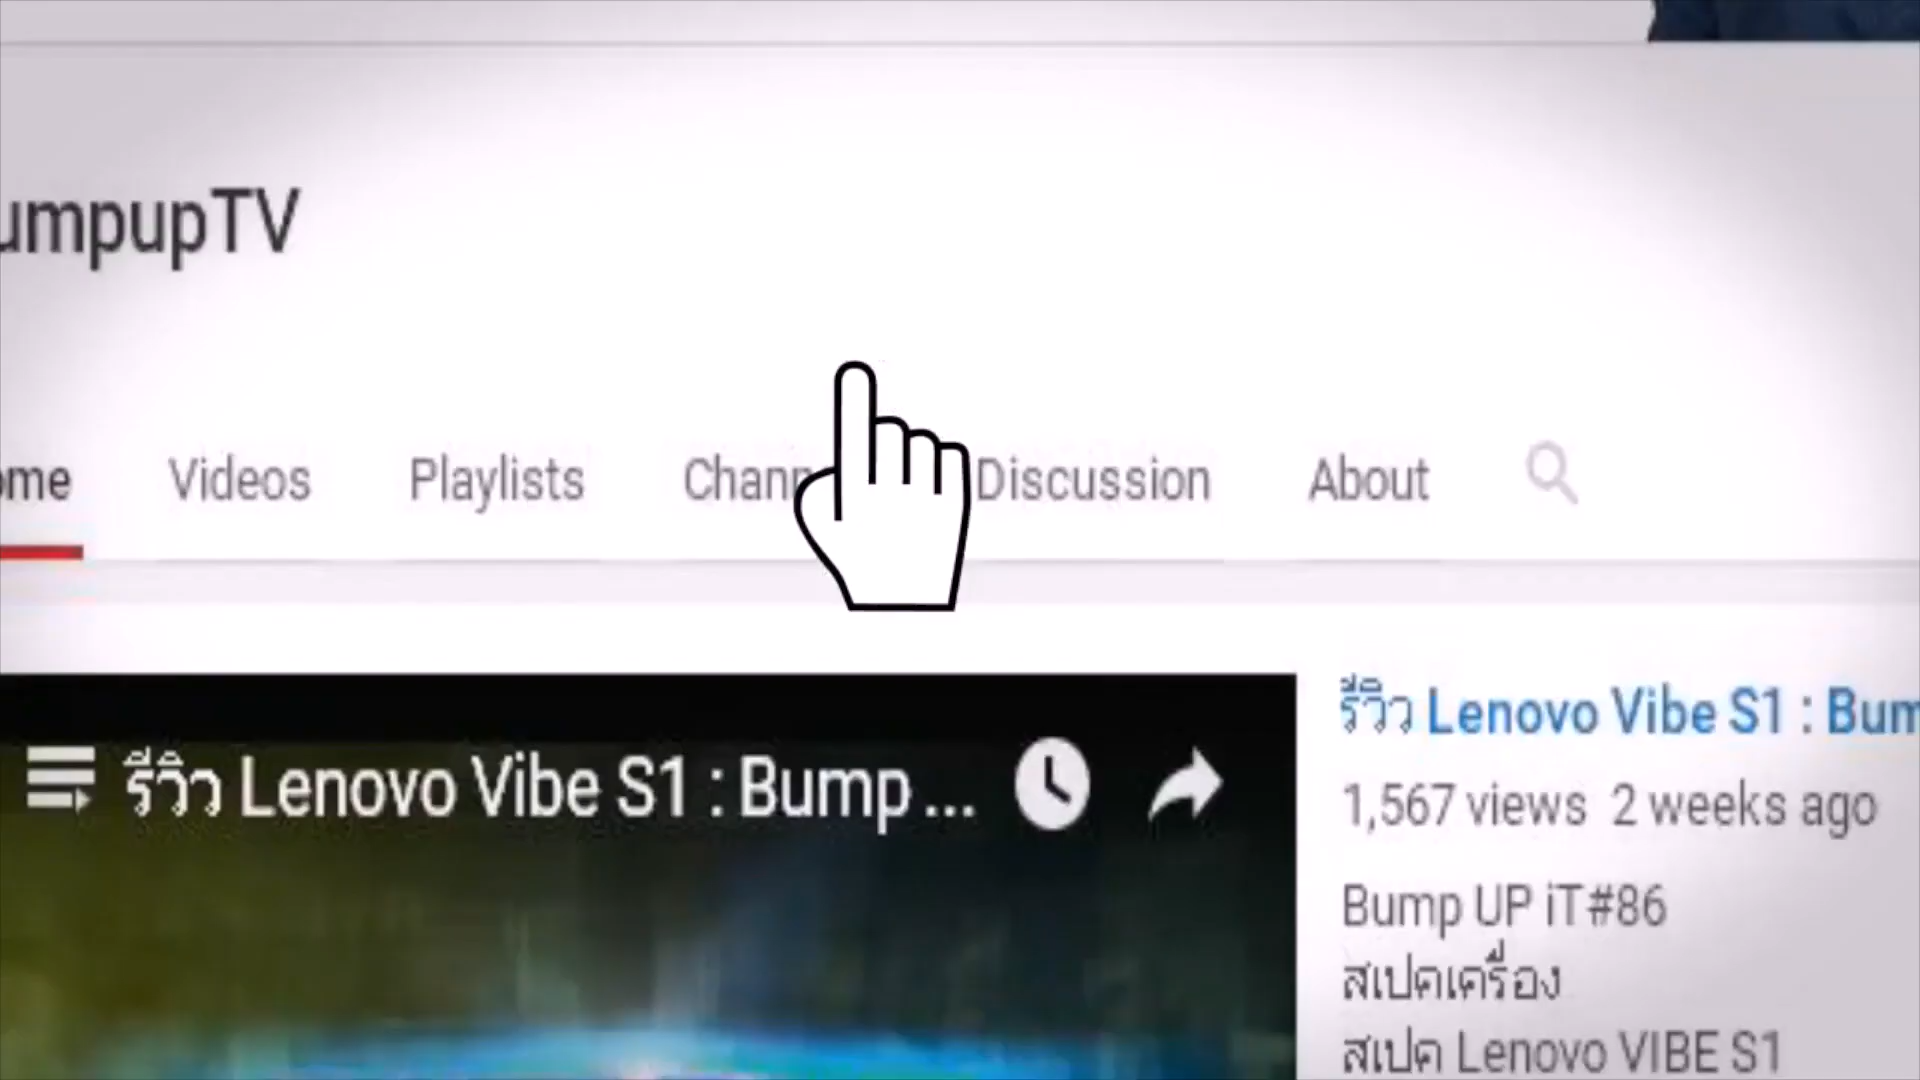 umpupTV
ome Videos Playlists Chann Discussion About
รีวิว Lenovo Vibe S1 : Bump ...
รีวิว Lenovo Vibe S1 : Bum
1,567 views 2 weeks ago
Bump UP iT#86
สเปคเครื่อง
สเปค Lenovo VIBE S1